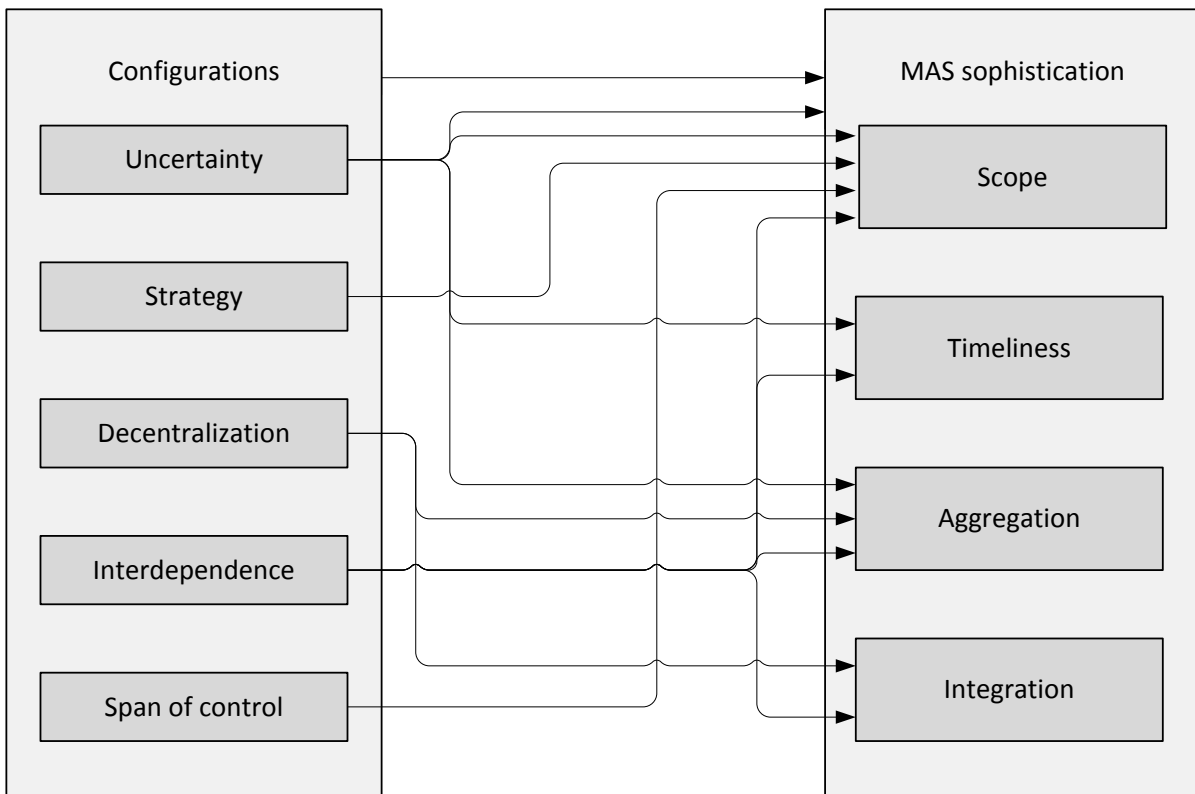 Configurations
Uncertainty
Strategy
Decentralization
Interdependence
Span of control
MAS sophistication
Scope
Timeliness
Aggregation
Integration